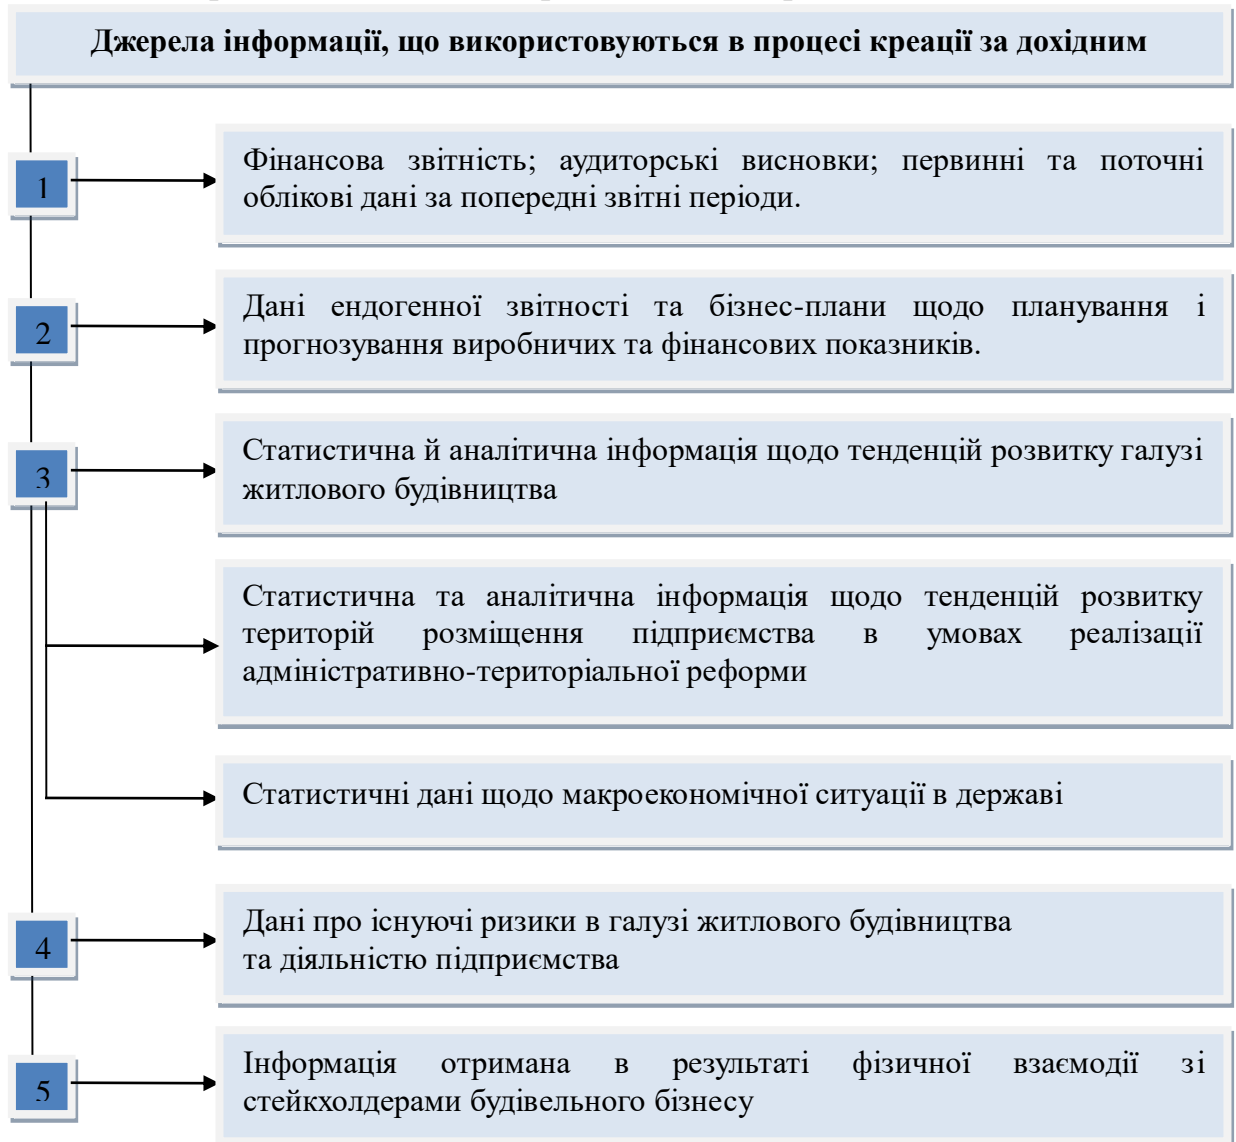 Джерела інформації, що використовуються в процесі креації за дохідним
1
Фінансова звітність; аудиторські висновки; первинні та поточні
облікові дані за попередні звітні періоди.
2
Дані ендогенної звітності та бізнес-плани щодо планування і
прогнозування виробничих та фінансових показників.
3
Статистична й аналітична інформація щодо тенденцій розвитку галузі
житлового будівництва
Статистична та аналітична інформація щодо тенденцій розвитку
територій розміщення підприємства в умовах реалізації
адміністративно-територіальної реформи
Статистичні дані щодо макроекономічної ситуації в державі
4
Дані про існуючі ризики в галузі житлового будівництва
та діяльністю підприємства
5
Інформація отримана в результаті фізичної взаємодії зі
стейкхолдерами будівельного бізнесу